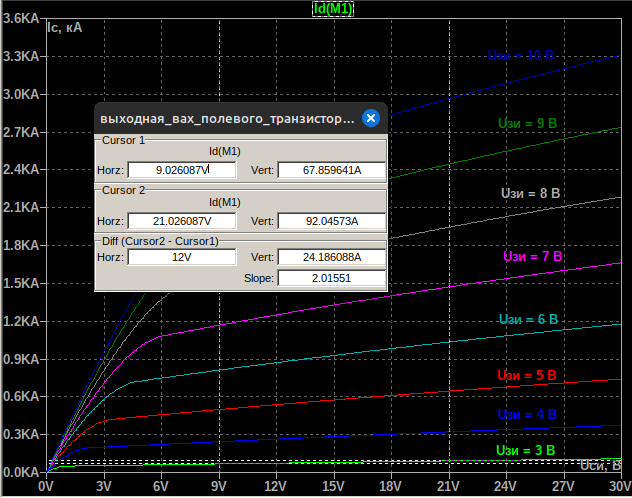 Id(M1)
3.6KA
Iс, кА
3.3KA
Uзи = 10 В
3.0KA
выходная_вах_полевого_транзистор...
2.7KA
Uзи = 9 В
Cursor 1
Id(M1)
2.4KA
Horz: 9.026087V Vert: 67.859641A
Uзи = 8 В
Cursor 2
Id(M1)
2.1KA
Horz: 21.026087V Vert: 92.04573A
1.8KA
Diff (Cursor2 - Cursor1)
Horz: 12V Vert: 24.186088A
Uзи = 7 В
Slope: 2.01551
1.5KA
1.2KA
Uзи = 6 В
0.9KA
Uзи = 5 В
0.6KA
Uзи = 4 В
0.3KA
Uзи = 3 В
Uси, В
0.0KA
0V 3V 6V 9V 12V 15V 18V 21V 24V 27V 30V